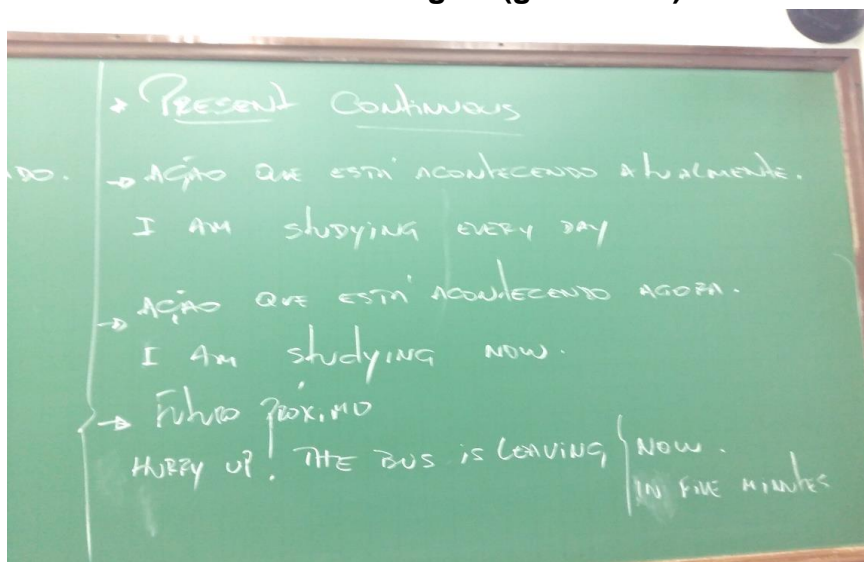 PRESENT CONTINUOUS
DO. → AÇÃO QUE ESTÁ ACONTECENDO ATUALMENTE.
I AM STUDYING EVERY DAY
→ AÇÃO QUE ESTÁ ACONTECENDO AGORA.
I AM STUDYING NOW.
→ FUTURO PRÓXIMO
HURRY UP! THE BUS IS LEAVING { NOW.
IN FIVE MINUTES